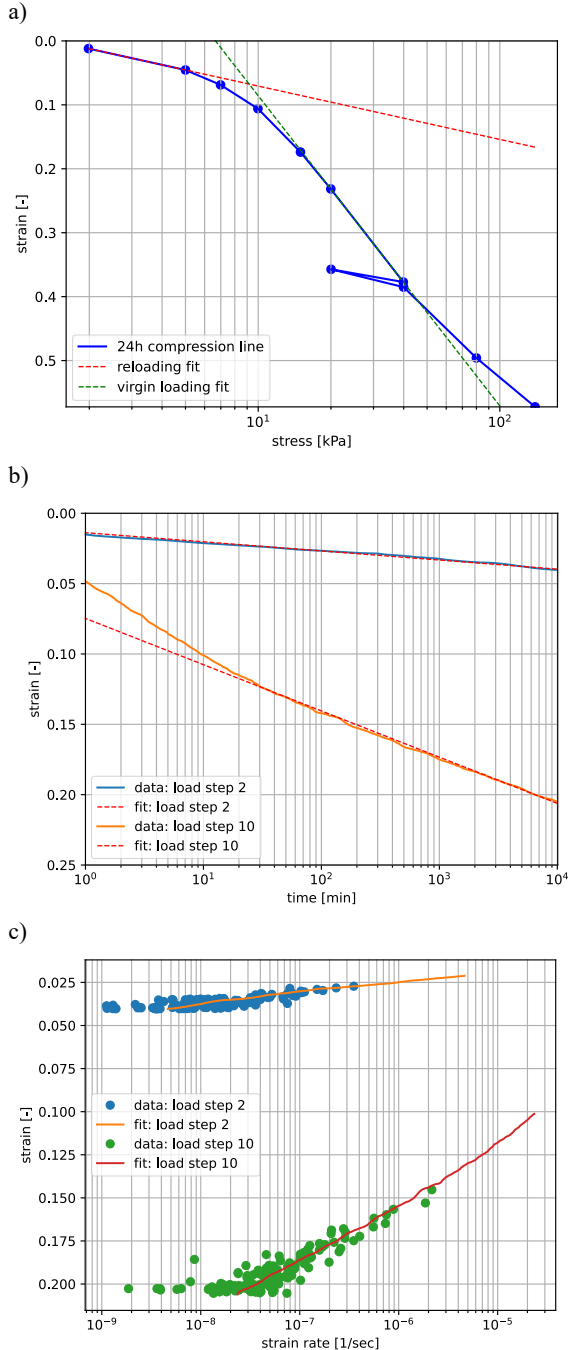 a)
0.0
0.1
0.2
0.3
0.4
0.5
strain [-]
24h compression line
reloading fit
virgin loading fit
10¹
10²
stress [kPa]
b)
0.00
0.05
0.10
0.15
0.20
0.25
strain [-]
data: load step 2
fit: load step 2
data: load step 10
fit: load step 10
10⁰
10¹
10²
10³
10⁴
time [min]
c)
0.025
0.050
0.075
0.100
0.125
0.150
0.175
0.200
strain [-]
data: load step 2
fit: load step 2
data: load step 10
fit: load step 10
10⁻⁹
10⁻⁸
10⁻⁷
10⁻⁶
10⁻⁵
strain rate [1/sec]